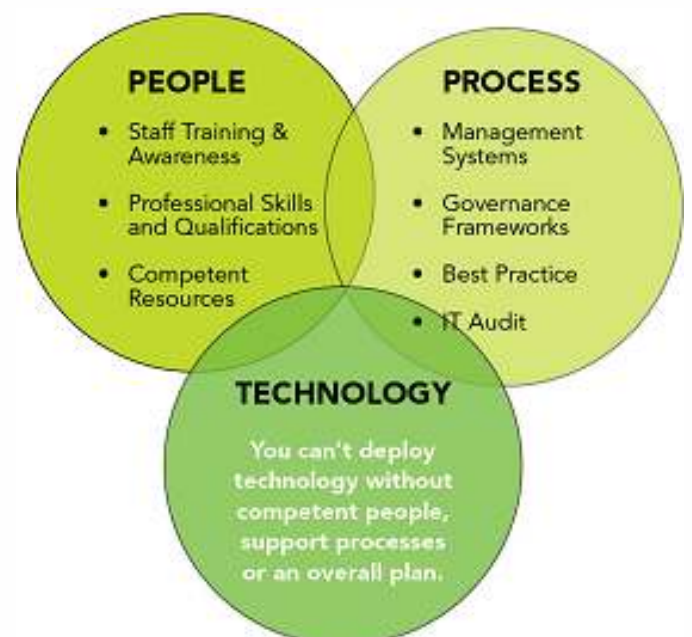 PEOPLE
• Staff Training &
Awareness
• Professional Skills
and Qualifications
• Competent
Resources
PROCESS
• Management
Systems
• Governance
Frameworks
• Best Practice
• IT Audit
TECHNOLOGY
You can't deploy
technology without
competent people,
support processes
or an overall plan.